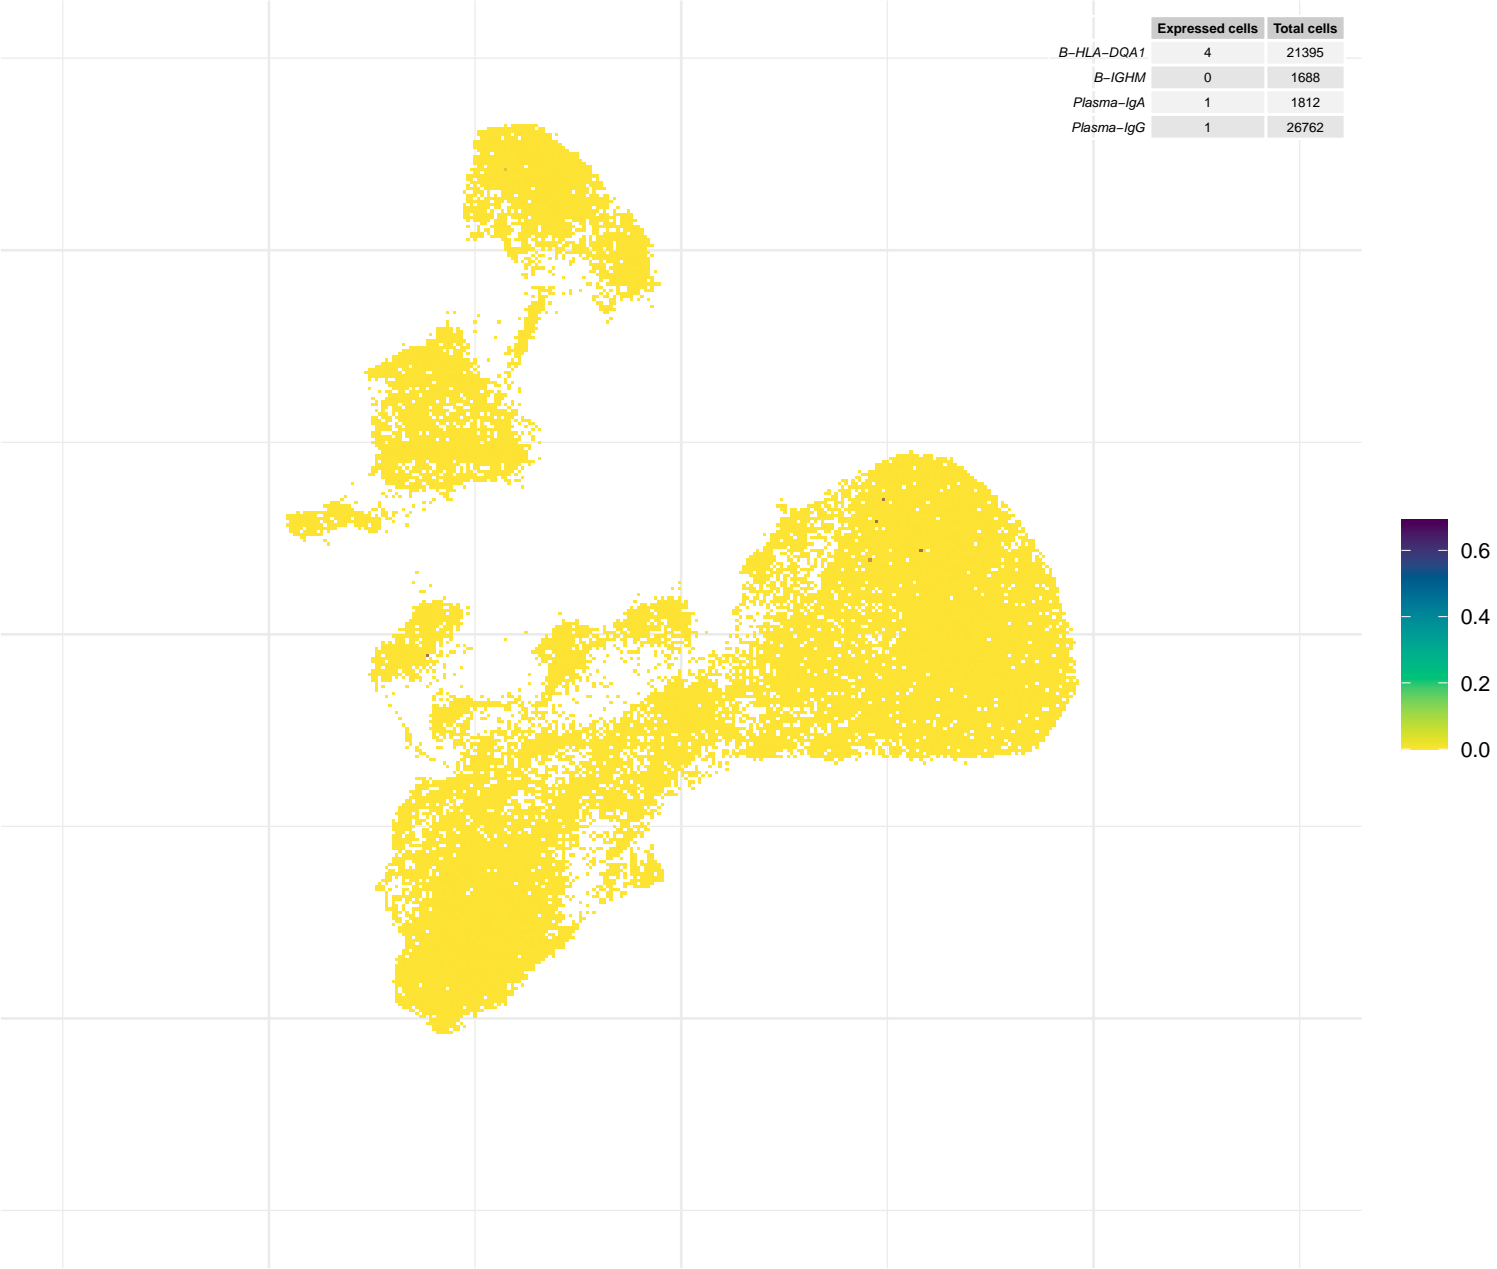 Expressed cells Total cells
B−HLA−DQA1 4 21395
B−IGHM 0 1688
Plasma−IgA 1 1812
Plasma−IgG 1 26762
0.6
0.4
0.2
0.0